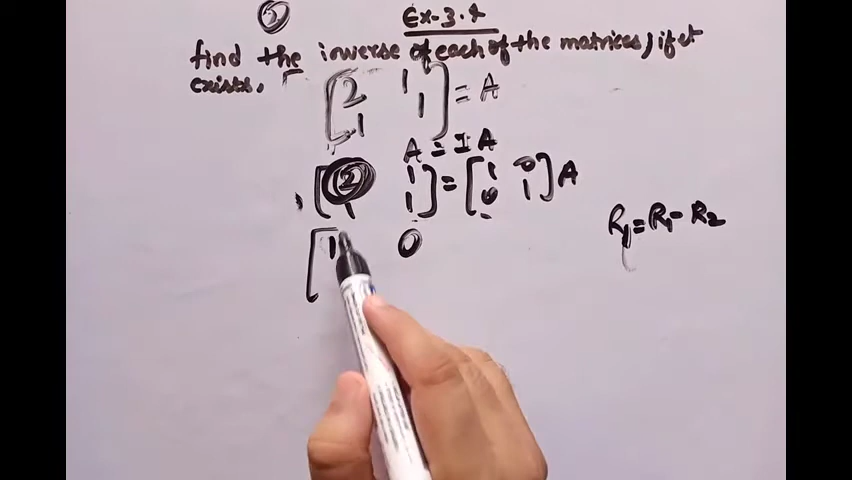 2
Ex-3.4
find the inverse of each of the matrices, if it
exists.
[2 1
1 1] = A
A = IA
[2 1
1 1] = [1 0
0 1] A
R1 = R1 - R2
[1 0